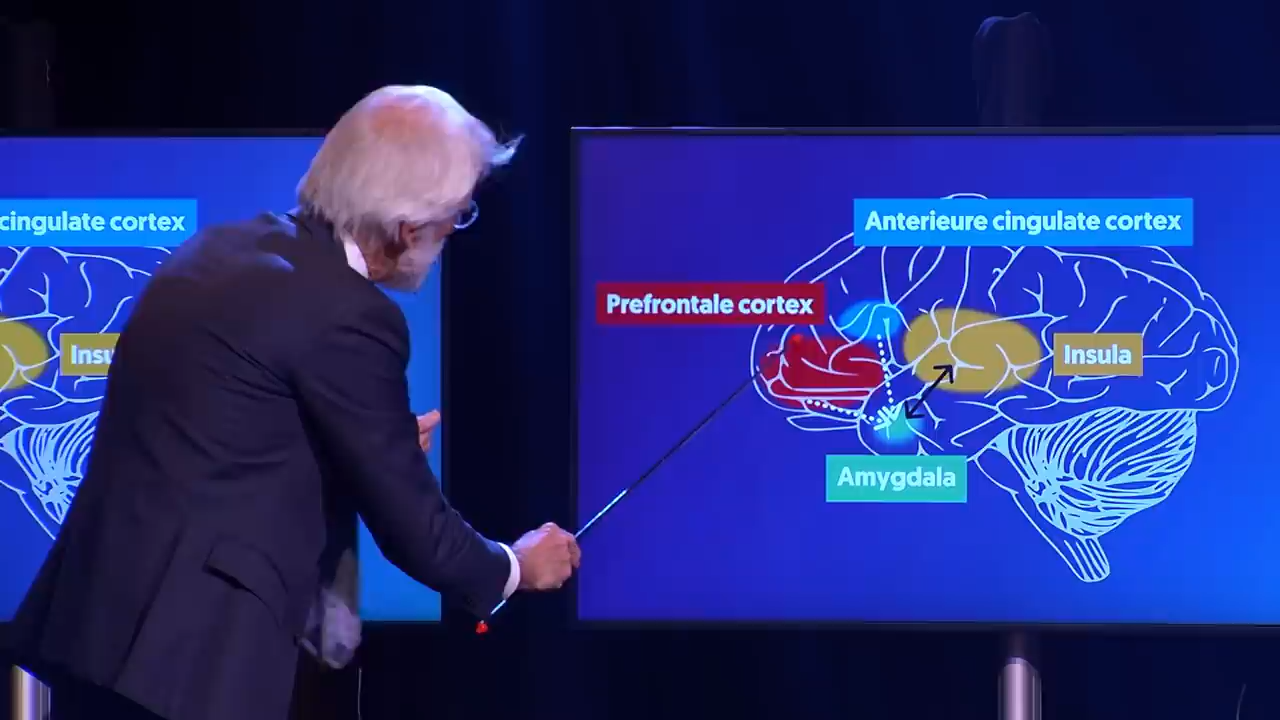 cingulate cortex
Anterieure cingulate cortex
Prefrontale cortex
Insula
Amygdala